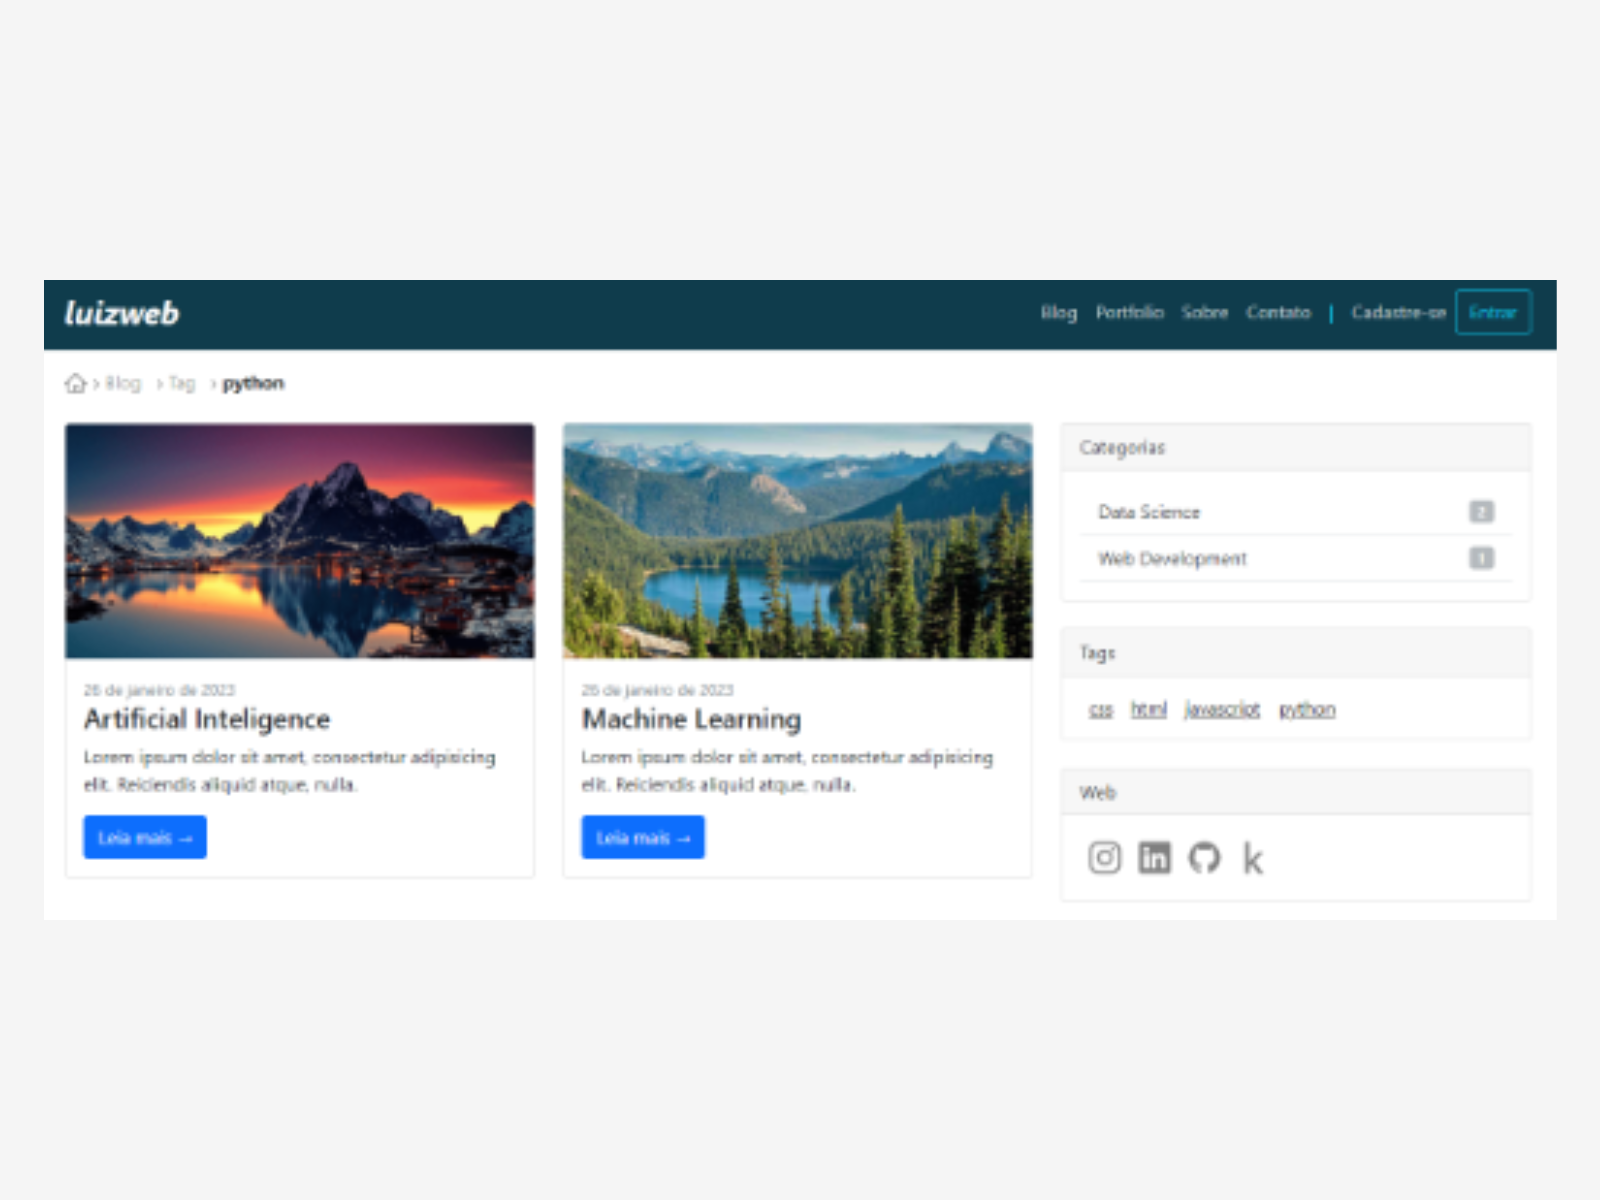 luizweb
Blog Portfolio Sobre Contato | Cadastre-se Entrar
> Blog > Tag > python
26 de janeiro de 2023
Artificial Inteligence
Lorem ipsum dolor sit amet, consectetur adipisicing
elit. Reiciendis aliquid atque, nulla.
Leia mais →
26 de janeiro de 2023
Machine Learning
Lorem ipsum dolor sit amet, consectetur adipisicing
elit. Reiciendis aliquid atque, nulla.
Leia mais →
Categorias
Data Science 2
Web Development 1
Tags
css html javascript python
Web
in k